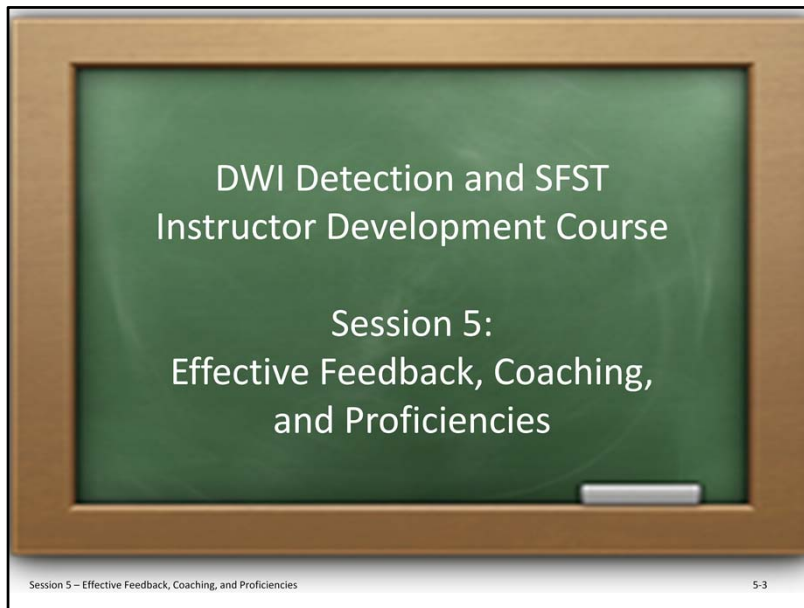 DWI Detection and SFST
Instructor Development Course
Session 5:
Effective Feedback, Coaching,
and Proficiencies
Session 5 – Effective Feedback, Coaching, and Proficiencies
5-3